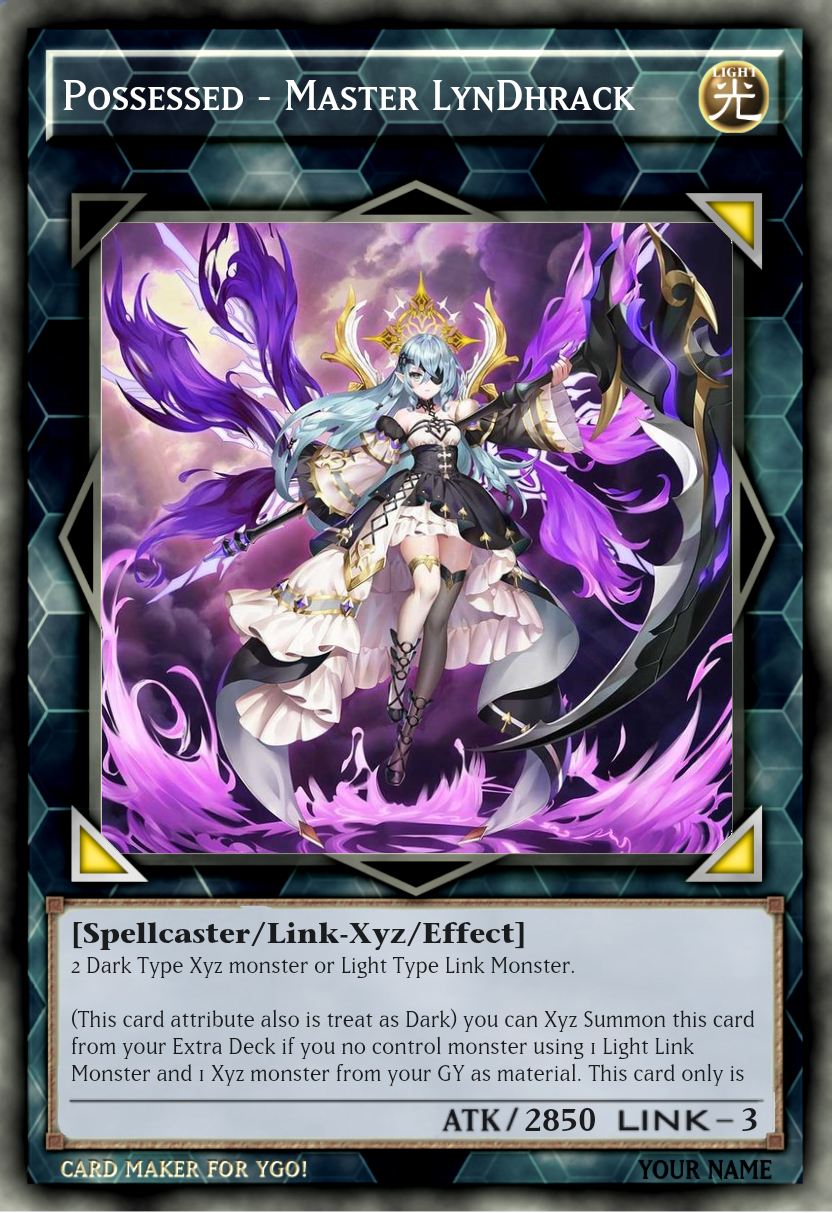 Possessed - Master LynDhrack
LIGHT
光
[Spellcaster/Link-Xyz/Effect]
2 Dark Type Xyz monster or Light Type Link Monster.
(This card attribute also is treat as Dark) you can Xyz Summon this card
from your Extra Deck if you no control monster using 1 Light Link
Monster and 1 Xyz monster from your GY as material. This card only is
ATK/2850 LINK-3
CARD MAKER FOR YGO! YOUR NAME